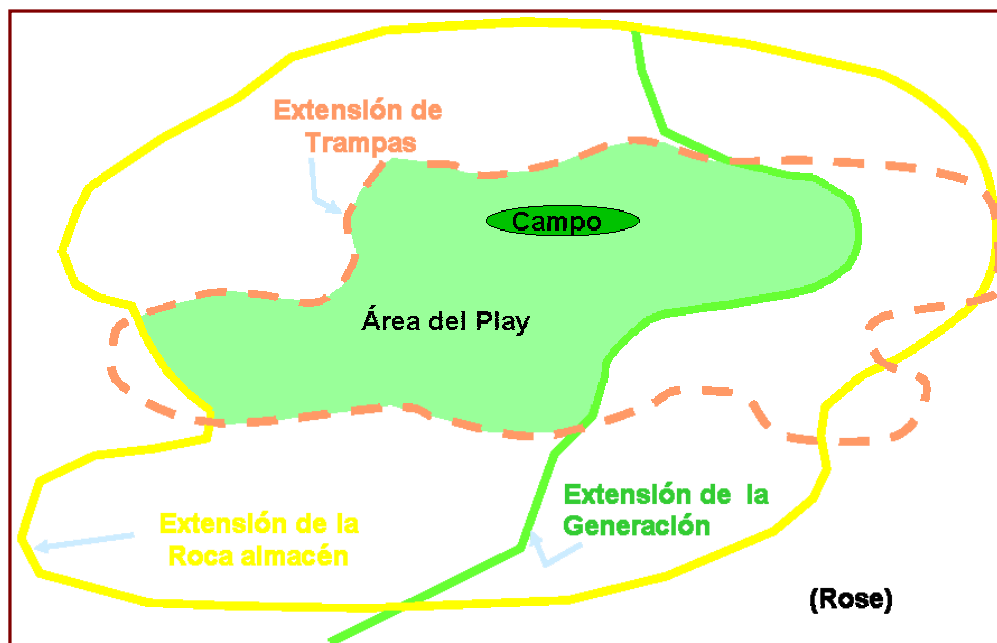 Extensión de
Trampas
Campo
Área del Play
Extensión de la
Generación
Extensión de la
Roca almacén
(Rose)